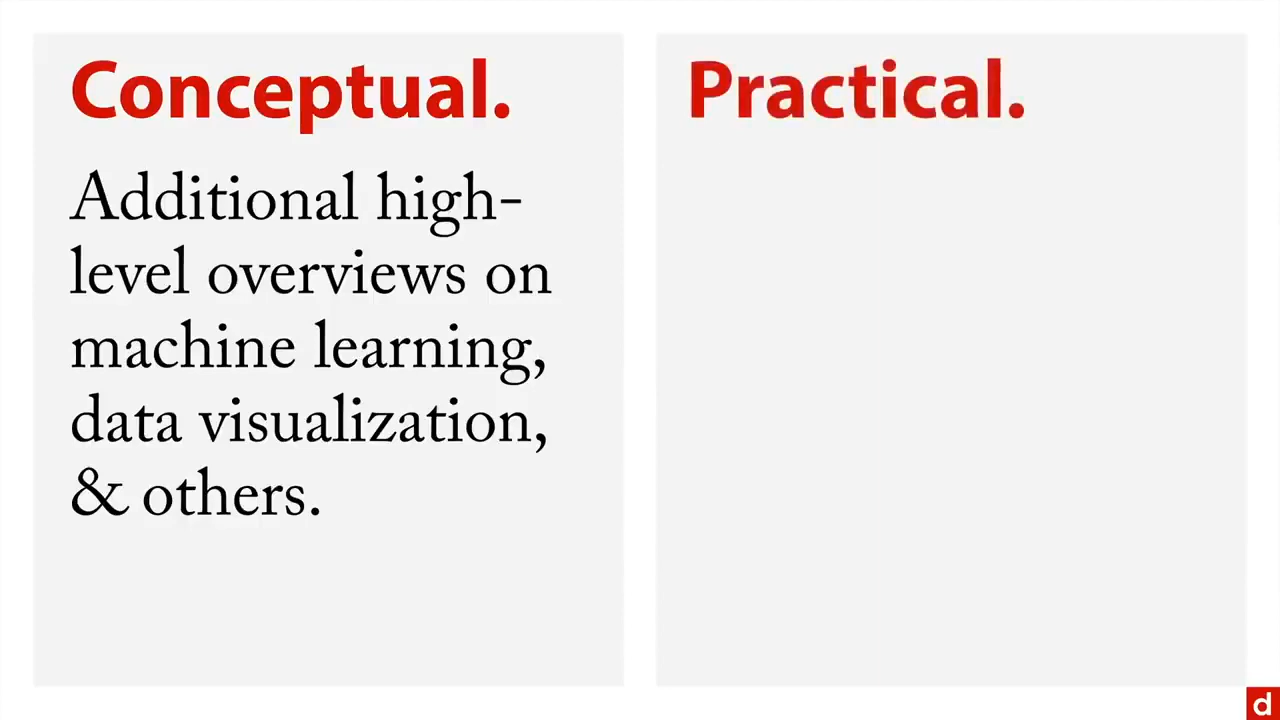 Conceptual.
Additional high-
level overviews on
machine learning,
data visualization,
& others.
Practical.
d